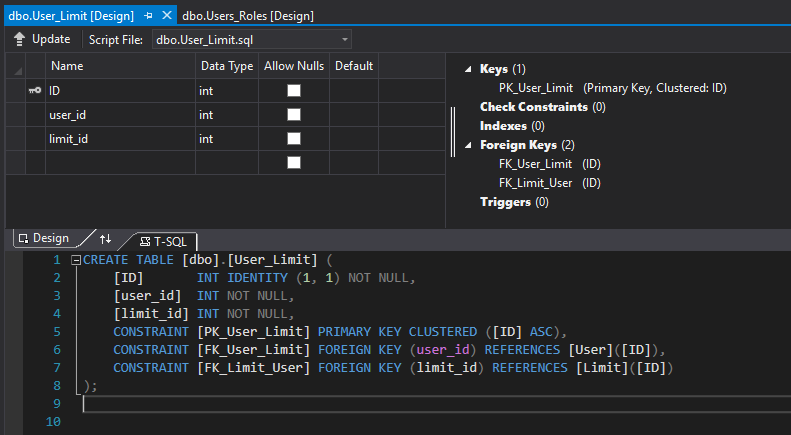 dbo.User_Limit [Design] dbo.Users_Roles [Design]
Update Script File: dbo.User_Limit.sql
Name Data Type Allow Nulls Default
ID int
user_id int
limit_id int
Keys (1)
PK_User_Limit (Primary Key, Clustered: ID)
Check Constraints (0)
Indexes (0)
Foreign Keys (2)
FK_User_Limit (ID)
FK_Limit_User (ID)
Triggers (0)
Design T-SQL
1 CREATE TABLE [dbo].[User_Limit] (
2 [ID] INT IDENTITY (1, 1) NOT NULL,
3 [user_id] INT NOT NULL,
4 [limit_id] INT NOT NULL,
5 CONSTRAINT [PK_User_Limit] PRIMARY KEY CLUSTERED ([ID] ASC),
6 CONSTRAINT [FK_User_Limit] FOREIGN KEY (user_id) REFERENCES [User]([ID]),
7 CONSTRAINT [FK_Limit_User] FOREIGN KEY (limit_id) REFERENCES [Limit]([ID])
8 );
9
10